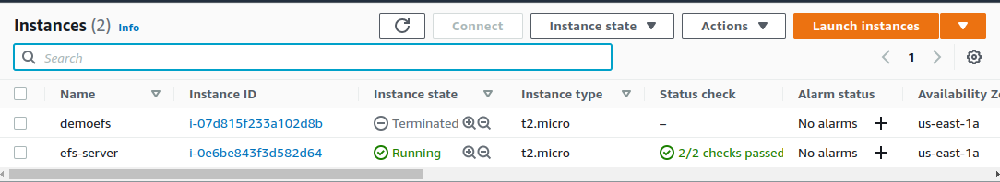 Instances (2) Info Connect Instance state Actions Launch instances
Search 1
Name Instance ID Instance state Instance type Status check Alarm status Availability Zo
demoefs i-07d815f233a102d8b Terminated t2.micro – No alarms us-east-1a
efs-server i-0e6be843f3d582d64 Running t2.micro 2/2 checks passed No alarms us-east-1a